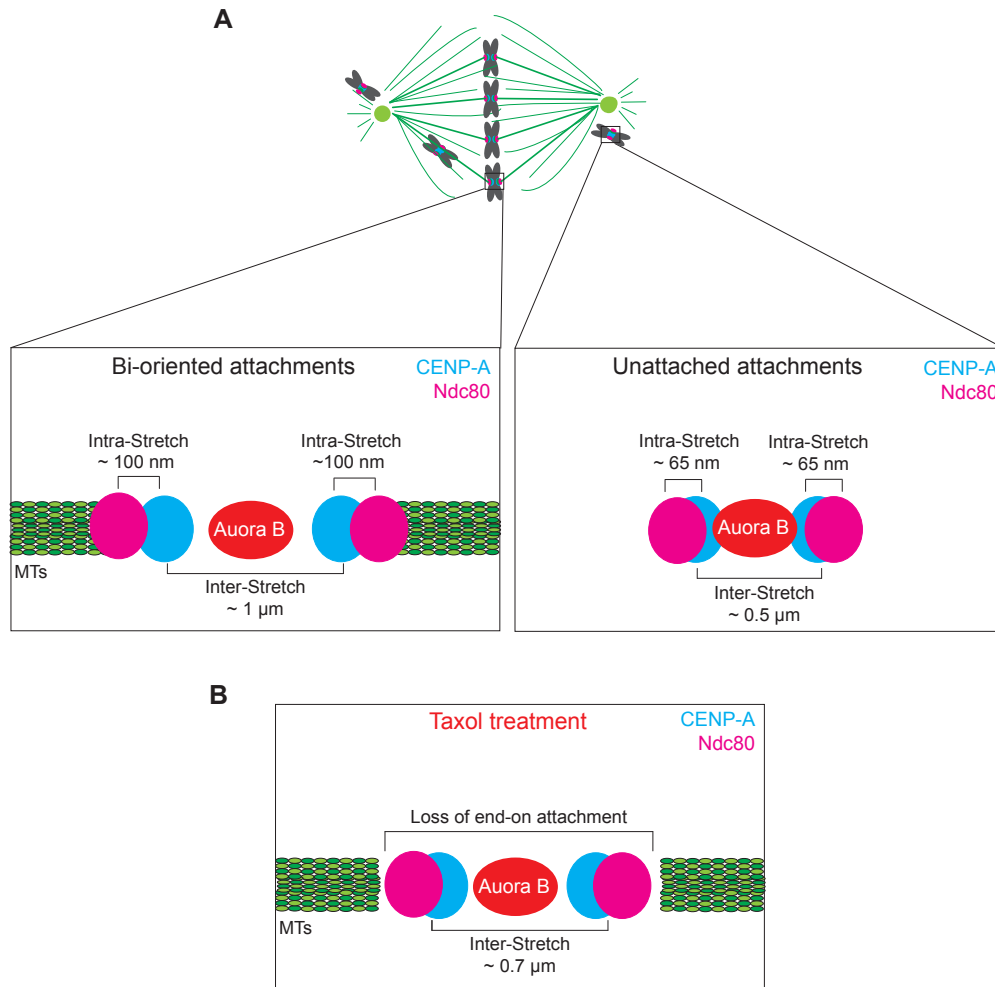 A
Bi-oriented attachments
CENP-A
Ndc80
Intra-Stretch
~ 100 nm
Intra-Stretch
~100 nm
Auora B
MTs
Inter-Stretch
~ 1 µm
Unattached attachments
CENP-A
Ndc80
Intra-Stretch
~ 65 nm
Intra-Stretch
~ 65 nm
Auora B
Inter-Stretch
~ 0.5 µm
B
Taxol treatment
CENP-A
Ndc80
Loss of end-on attachment
Auora B
MTs
Inter-Stretch
~ 0.7 µm